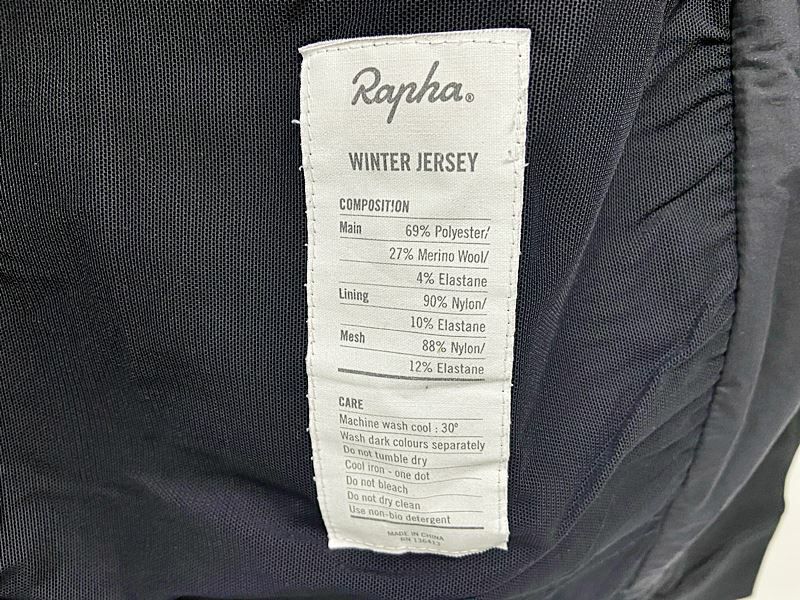 Rapha®
WINTER JERSEY
COMPOSITION
Main 69% Polyester/
27% Merino Wool/
4% Elastane
Lining 90% Nylon/
10% Elastane
Mesh 88% Nylon/
12% Elastane
CARE
Machine wash cool : 30°
Wash dark colours separately
Do not tumble dry
Cool iron - one dot
Do not bleach
Do not dry clean
Use non-bio detergent
MADE IN CHINA
RN 136413